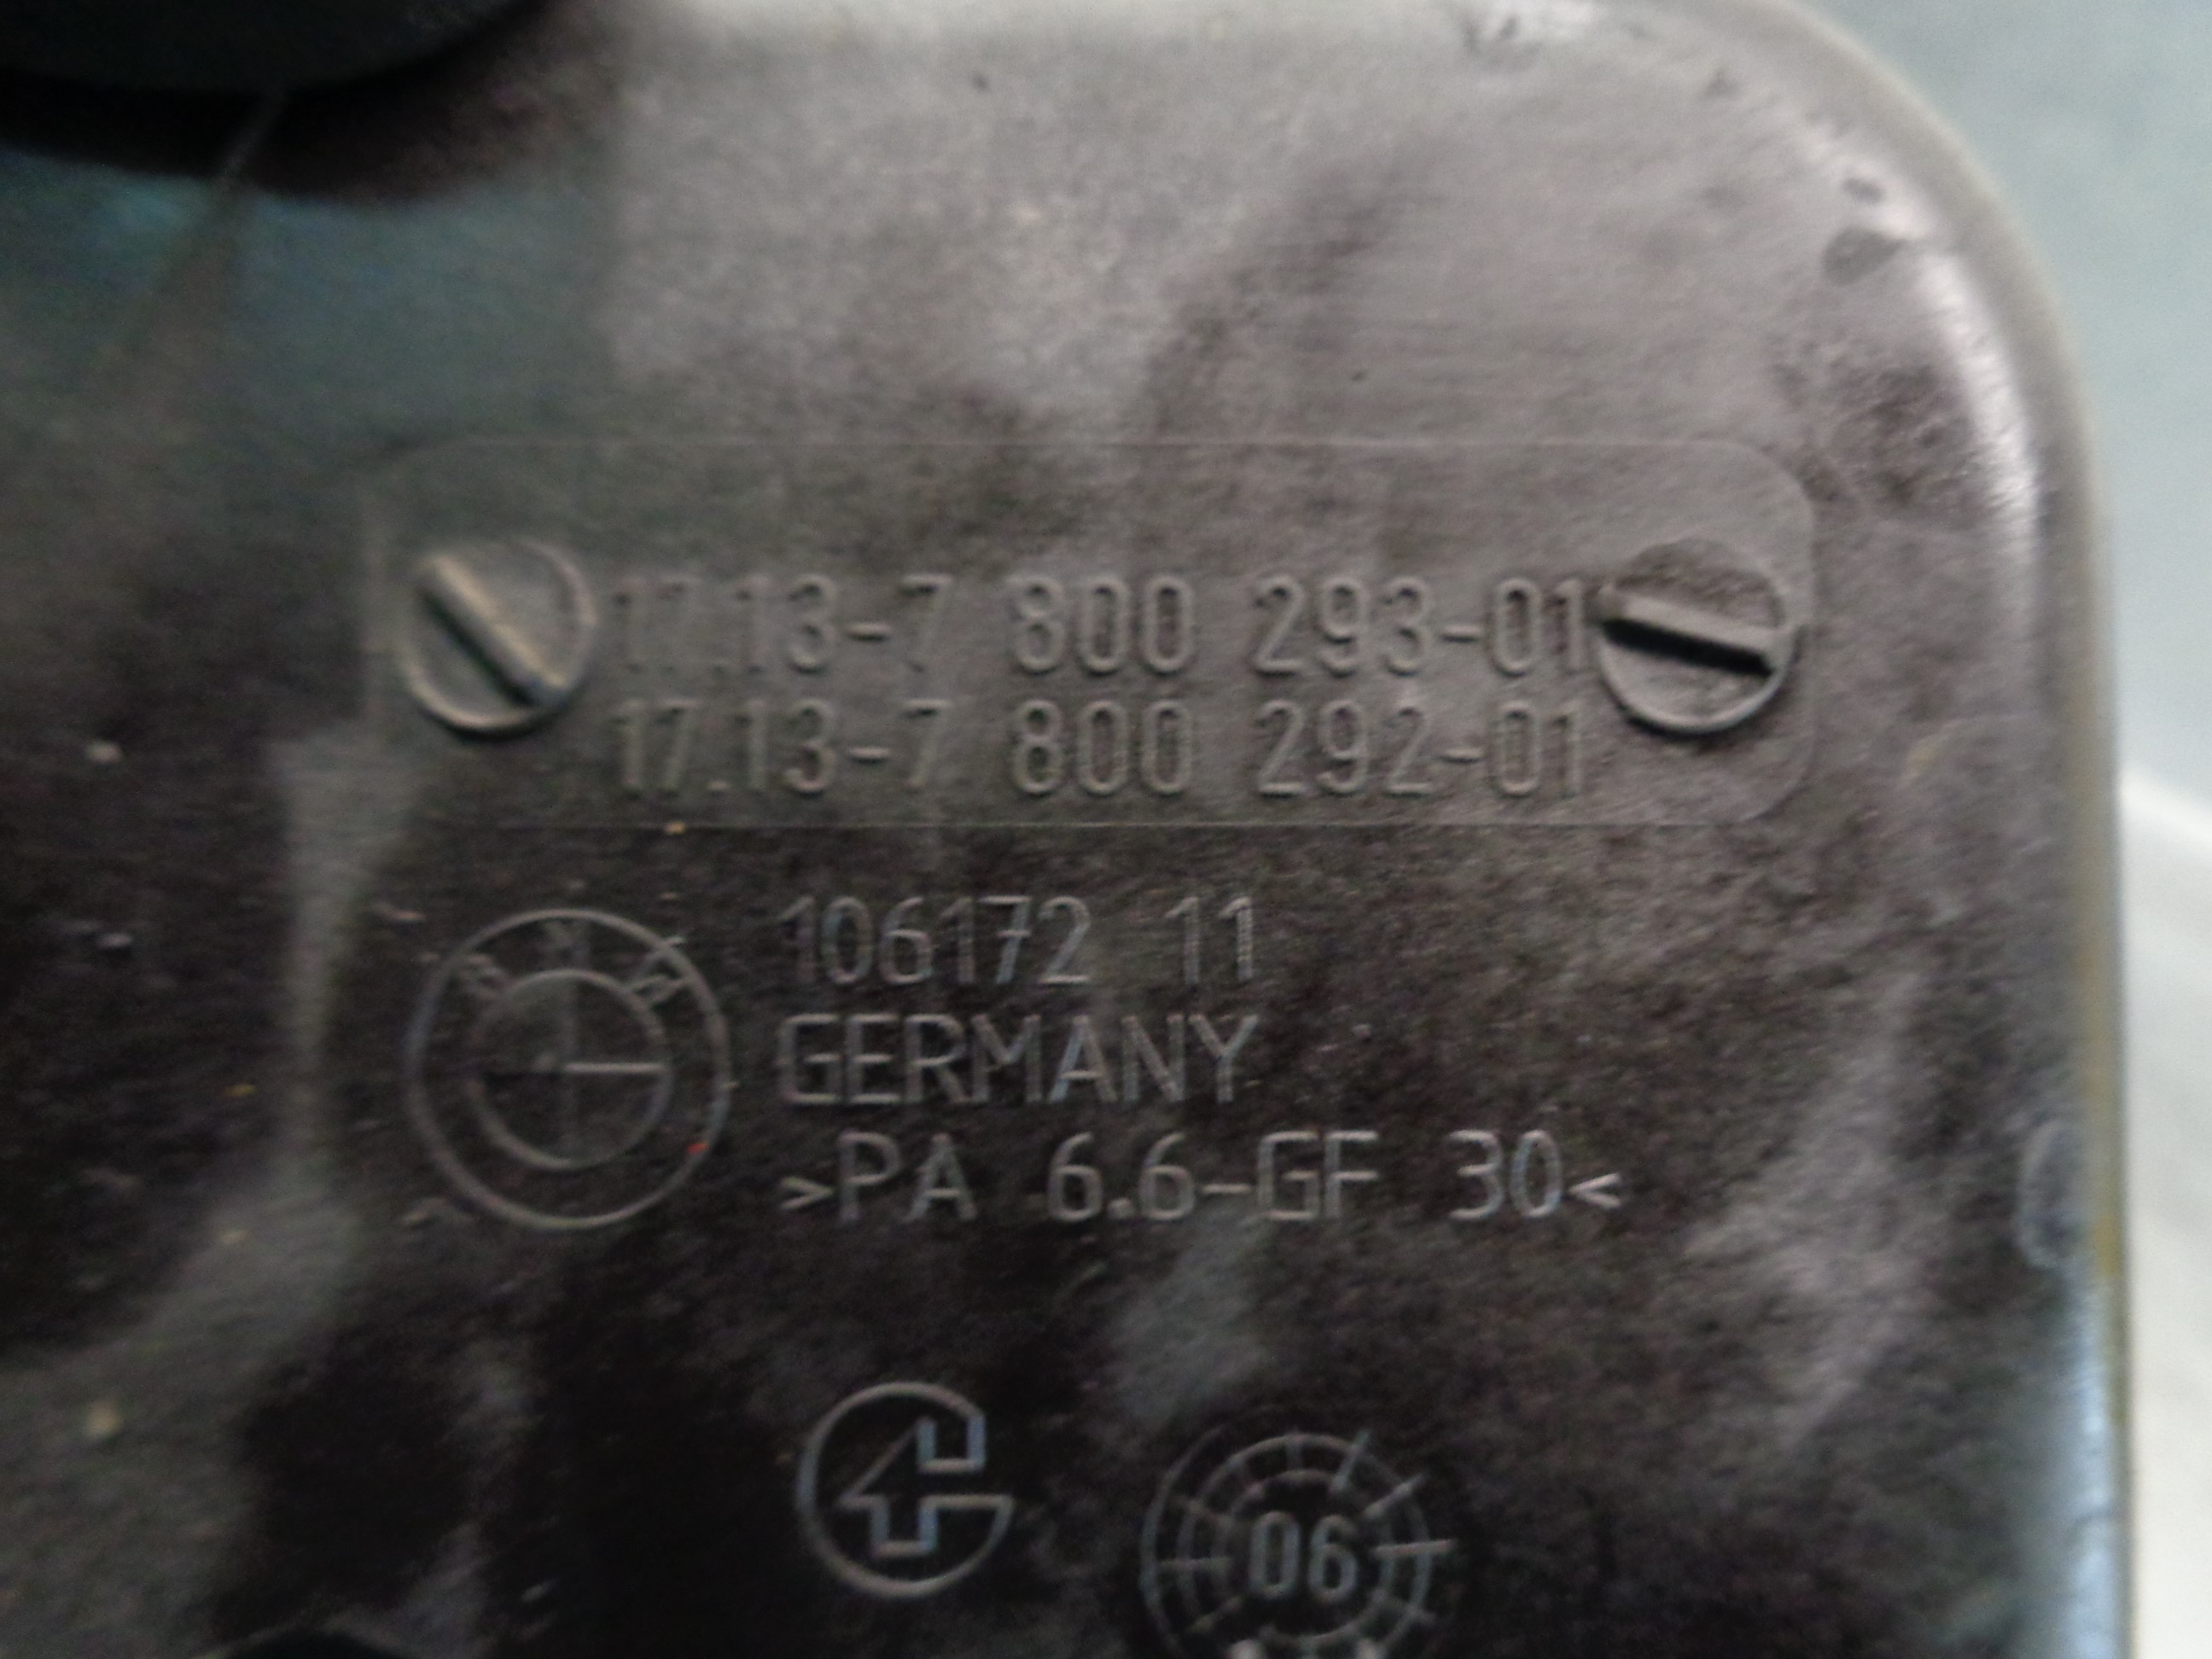 17.13-7 800 293-01
17.13-7 800 292-01
BMW
106172 11
GERMANY
>PA 6.6-GF 30<
06